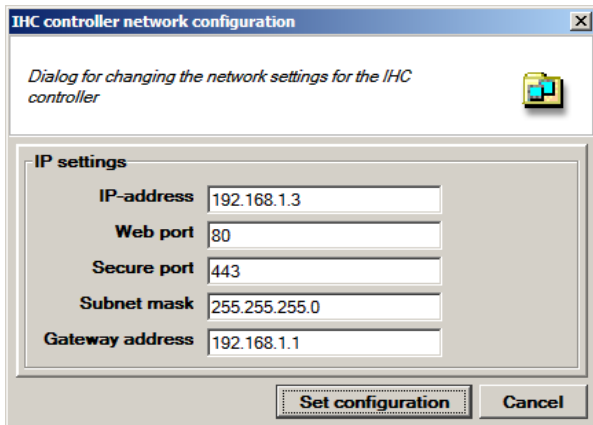 IHC controller network configuration
Dialog for changing the network settings for the IHC
controller
IP settings
IP-address 192.168.1.3
Web port 80
Secure port 443
Subnet mask 255.255.255.0
Gateway address 192.168.1.1
Set configuration Cancel